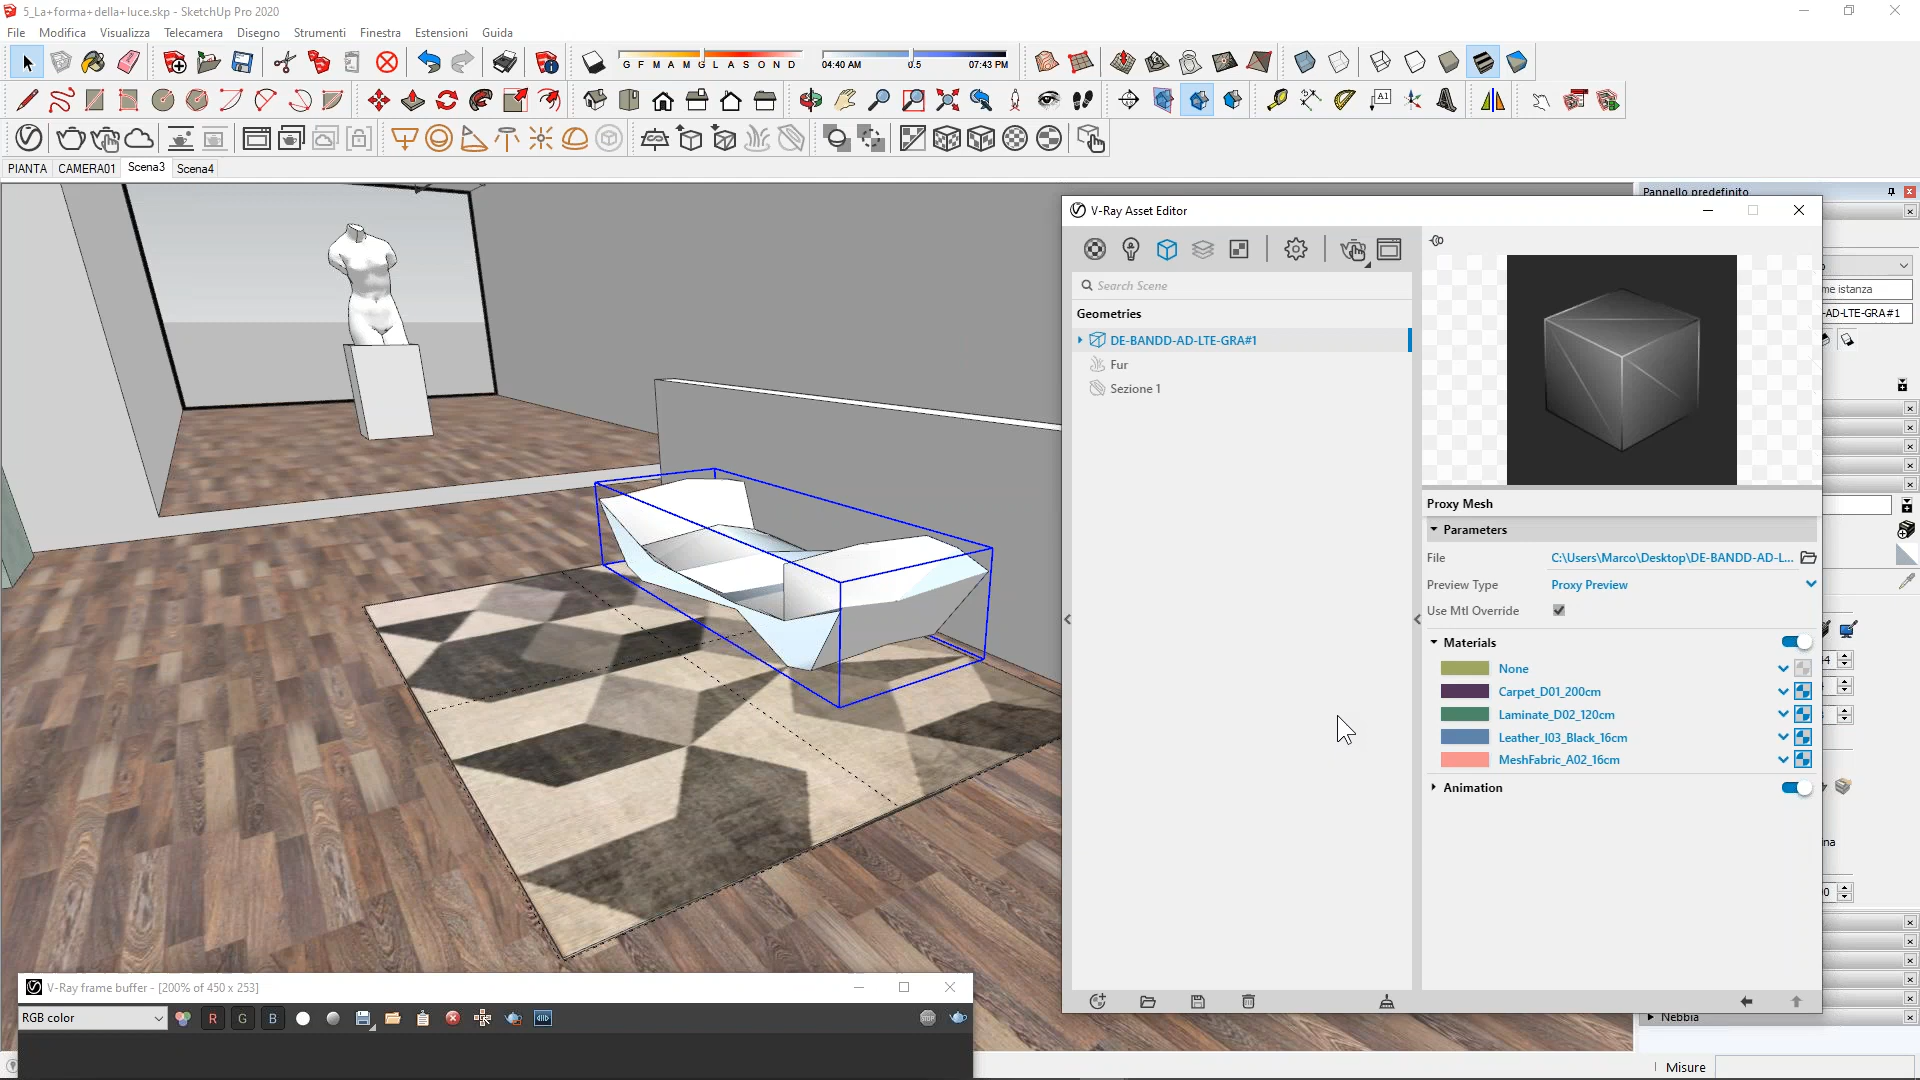 5_La+forma+della+luce.skp - SketchUp Pro 2020
File Modifica Visualizza Telecamera Disegno Strumenti Finestra Estensioni Guida
G F M A M G L A S O N D
04:40 AM 07:43 PM
PIANTA CAMERA01 Scena3 Scena4
Pannello predefinito
V-Ray Asset Editor
Search Scene
me istanza
Geometries
-AD-LTE-GRA#1
DE-BANDD-AD-LTE-GRA#1
Fur
Sezione 1
Proxy Mesh
Parameters
File C:\Users\Marco\Desktop\DE-BANDD-AD-L...
Preview Type Proxy Preview
Use Mtl Override
Materials
None
Carpet_D01_200cm
Laminate_D02_120cm
Leather_I03_Black_16cm
MeshFabric_A02_16cm
Animation
V-Ray frame buffer - [200% of 450 x 253]
RGB color
R G B
STOP
Nebbia
Misure